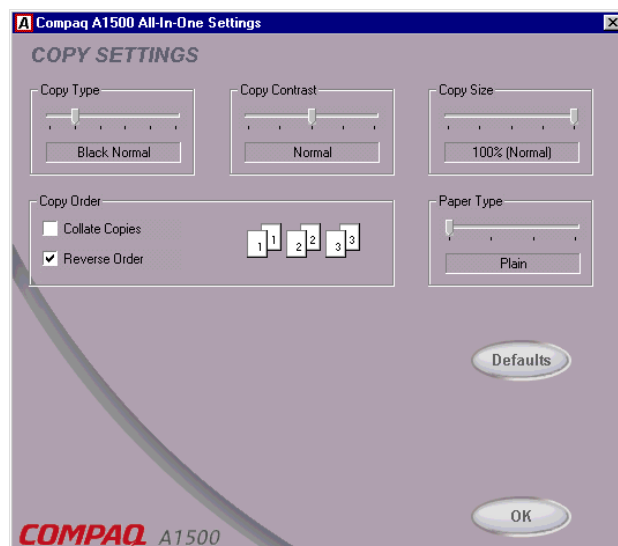 A Compaq A1500 All-In-One Settings
COPY SETTINGS
Copy Type
Black Normal
Copy Contrast
Normal
Copy Size
100% (Normal)
Copy Order
Collate Copies
Reverse Order
1 1 2 2 3 3
Paper Type
Plain
Defaults
OK
COMPAQ A1500